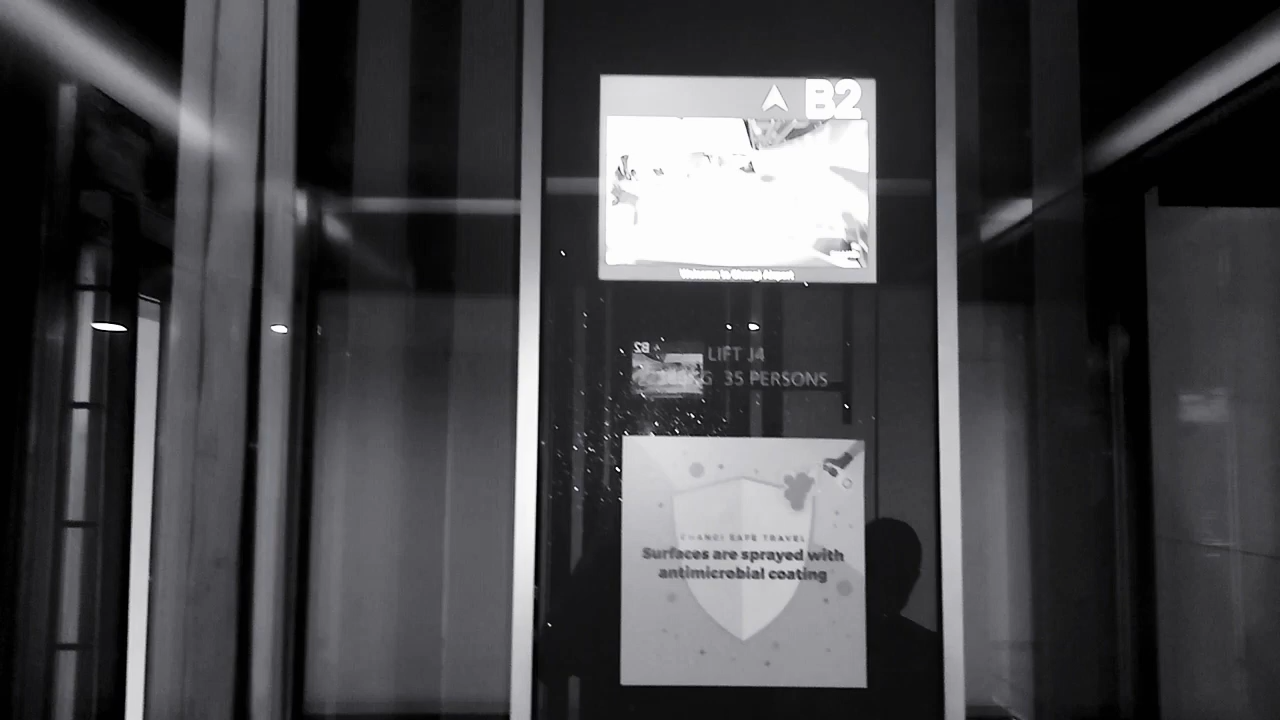 B2
Welcome to Changi Airport
LIFT J4
35 PERSONS
CHANGI SAFE TRAVEL
Surfaces are sprayed with
antimicrobial coating